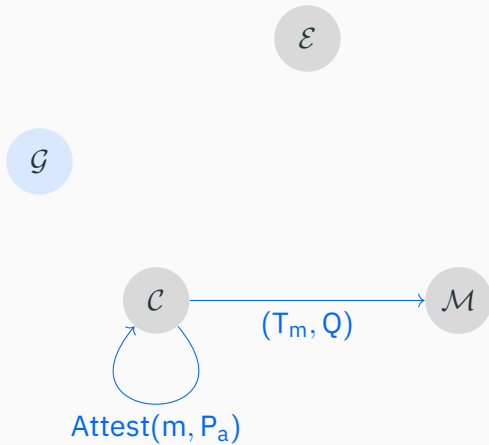 ℰ
𝒢
𝒞
ℳ
(Tₘ, Q)
Attest(m, Pₐ)